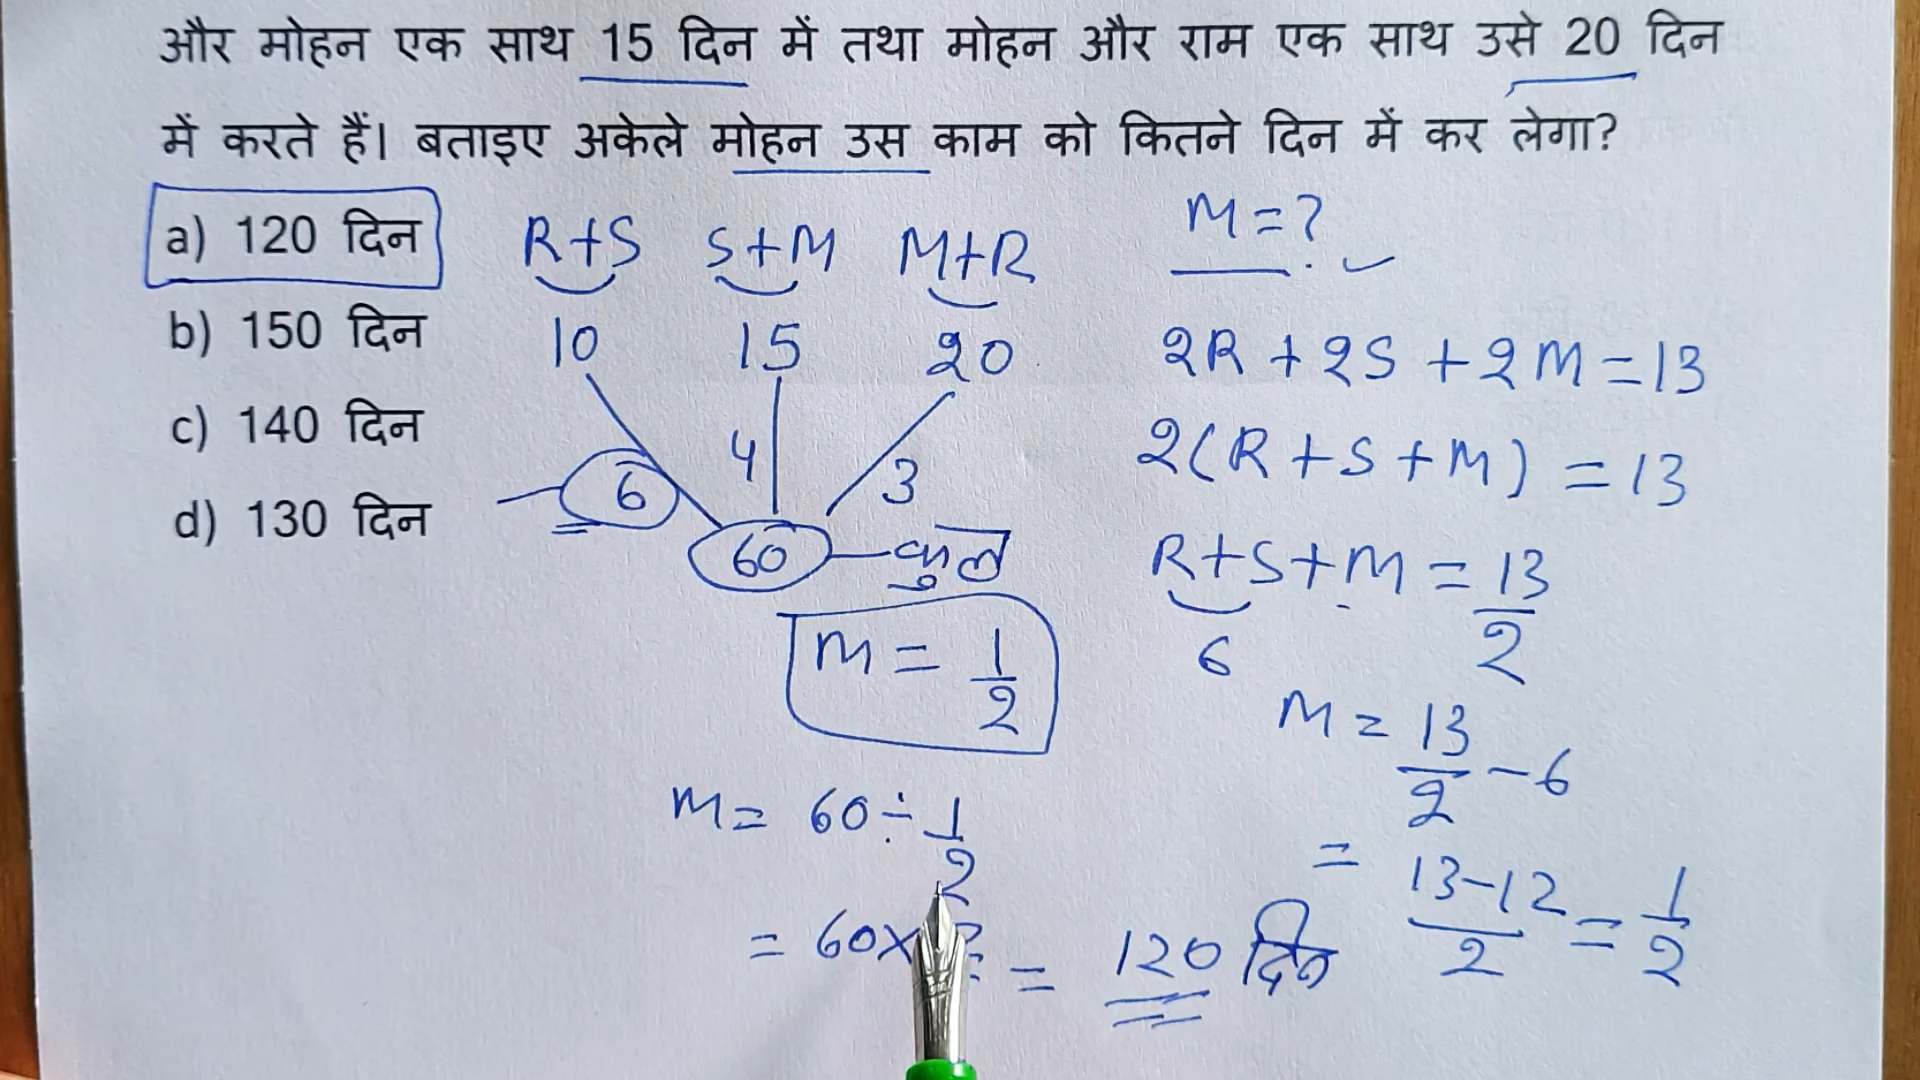 और मोहन एक साथ 15 दिन में तथा मोहन और राम एक साथ उसे 20 दिन
में करते हैं। बताइए अकेले मोहन उस काम को कितने दिन में कर लेगा?
a) 120 दिन
b) 150 दिन
c) 140 दिन
d) 130 दिन
R+S S+M M+R
10 15 20
6 4 3
60 — कुल
M = 1/2
M = 60 ÷ 1/2
= 60 × = 120 दिन
M = ?
2R + 2S + 2M = 13
2(R + S + M) = 13
R + S + M = 13/2
6
M = 13/2 - 6
= 13-12/2 = 1/2